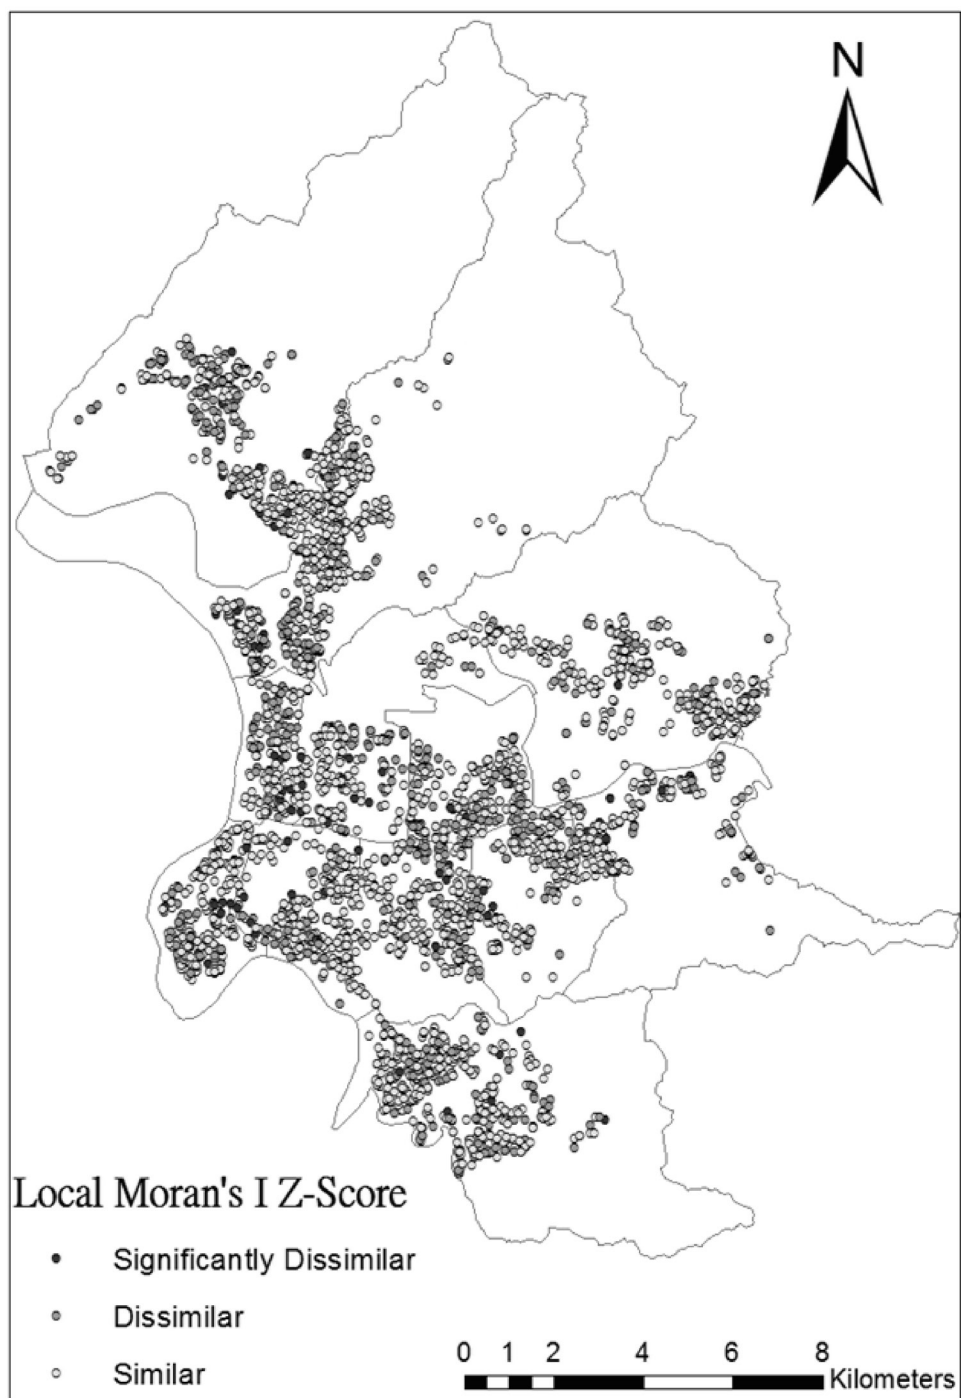 N
Local Moran's I Z-Score
Significantly Dissimilar
Dissimilar
Similar
0 1 2 4 6 8
Kilometers